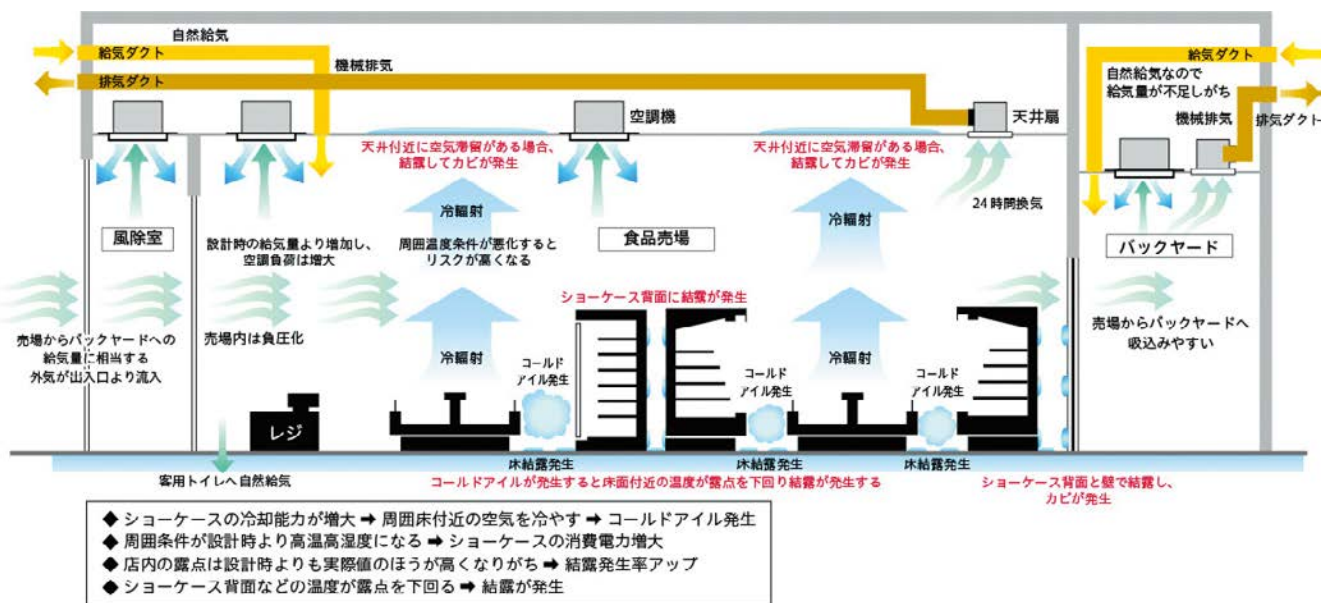 自然給気
給気ダクト
機械排気
排気ダクト
給気ダクト
自然給気なので
給気量が不足しがち
機械排気
排気ダクト
空調機
天井扇
天井付近に空気滞留がある場合、
結露してカビが発生
天井付近に空気滞留がある場合、
結露してカビが発生
冷輻射
冷輻射
24時間換気
風除室
設計時の給気量より増加し、
空調負荷は増大
周囲温度条件が悪化すると
リスクが高くなる
食品売場
バックヤード
ショーケース背面に結露が発生
売場からバックヤードへの
給気量に相当する
外気が出入口より流入
売場内は負圧化
冷輻射
冷輻射
売場からバックヤードへ
吸込みやすい
コールド
アイル発生
コールド
アイル発生
コールド
アイル発生
レジ
床結露発生
床結露発生
床結露発生
客用トイレへ自然給気
コールドアイルが発生すると床面付近の温度が露点を下回り結露が発生する
ショーケース背面と壁で結露し、
カビが発生
◆ ショーケースの冷却能力が増大 ➡ 周囲床付近の空気を冷やす ➡ コールドアイル発生
◆ 周囲条件が設計時より高温高湿度になる ➡ ショーケースの消費電力増大
◆ 店内の露点は設計時よりも実際値のほうが高くなりがち ➡ 結露発生率アップ
◆ ショーケース背面などの温度が露点を下回る ➡ 結露が発生